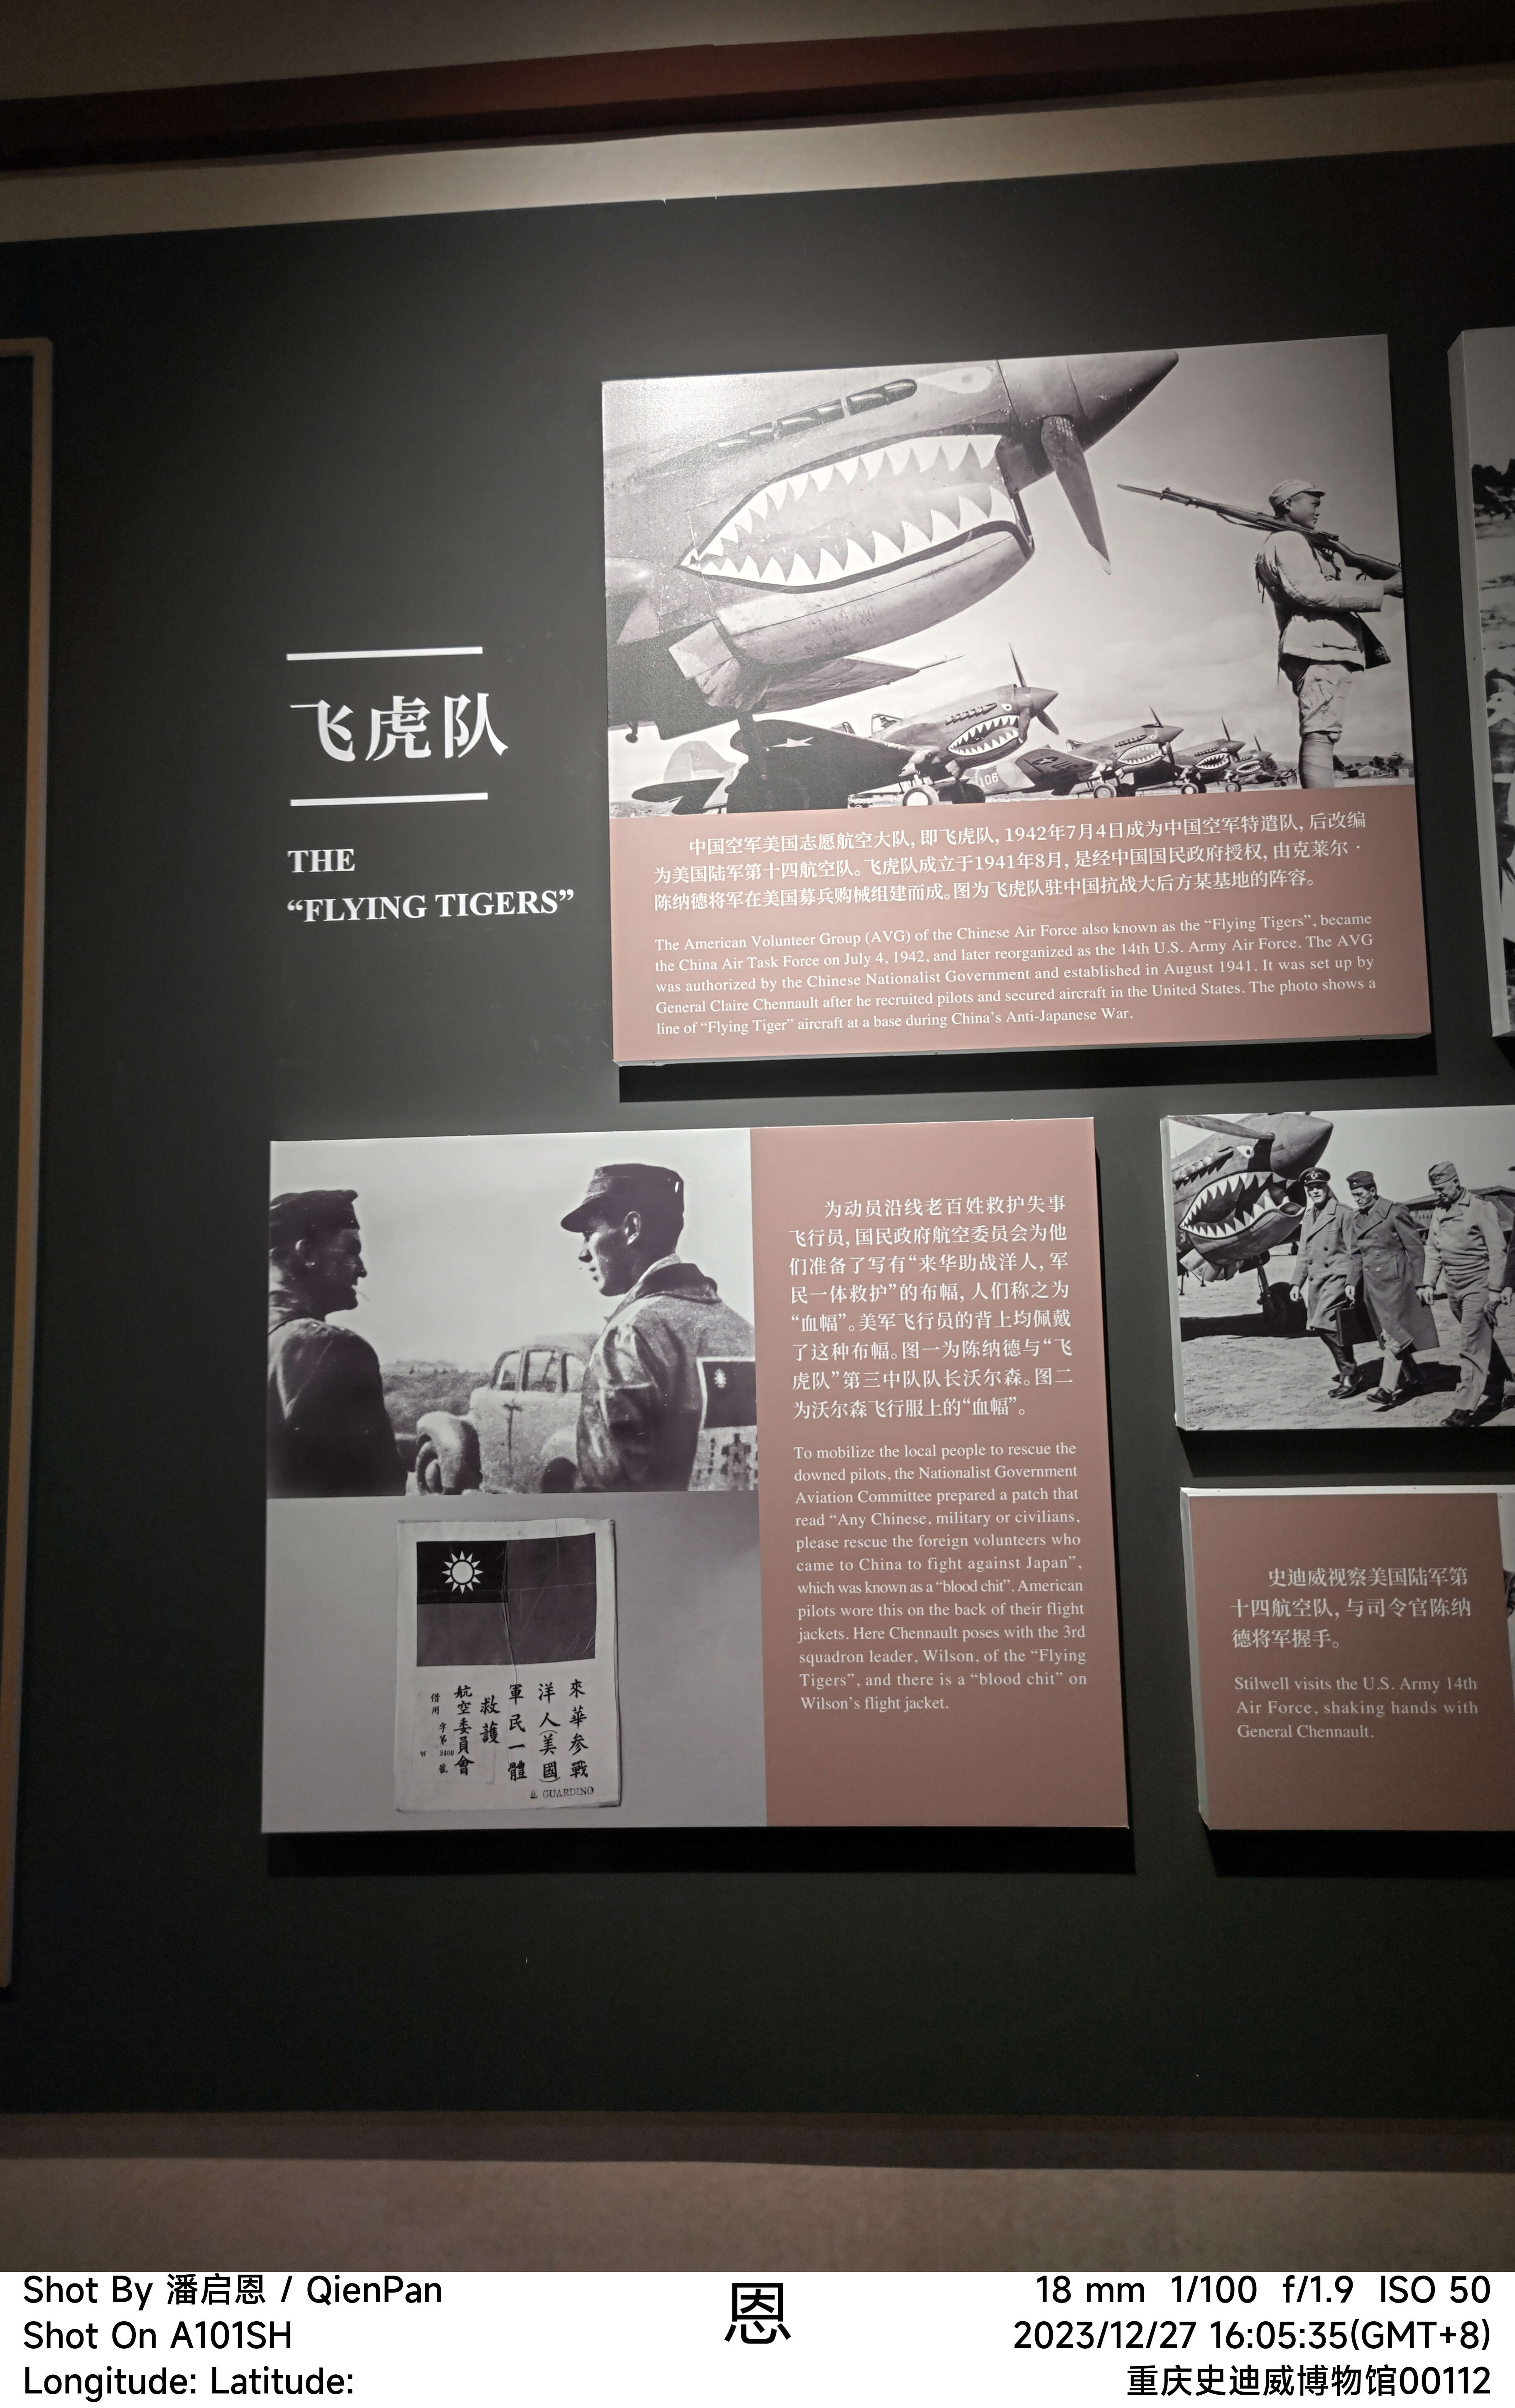 飞虎队
THE
“FLYING TIGERS”
中国空军美国志愿航空大队, 即飞虎队, 1942年7月4日成为中国空军特遣队, 后改编
为美国陆军第十四航空队。飞虎队成立于1941年8月, 是经中国国民政府授权, 由克莱尔·
陈纳德将军在美国募兵购械组建而成。图为飞虎队驻中国抗战大后方某基地的阵容。
The American Volunteer Group (AVG) of the Chinese Air Force also known as the “Flying Tigers”, became
the China Air Task Force on July 4, 1942, and later reorganized as the 14th U.S. Army Air Force. The AVG
was authorized by the Chinese Nationalist Government and established in August 1941. It was set up by
General Claire Chennault after he recruited pilots and secured aircraft in the United States. The photo shows a
line of “Flying Tiger” aircraft at a base during China’s Anti-Japanese War.
106
为动员沿线老百姓救护失事
飞行员, 国民政府航空委员会为他
们准备了写有“来华助战洋人, 军
民一体救护”的布幅, 人们称之为
“血幅”。美军飞行员的背上均佩戴
了这种布幅。图一为陈纳德与“飞
虎队”第三中队队长沃尔森。图二
为沃尔森飞行服上的“血幅”。
To mobilize the local people to rescue the
downed pilots, the Nationalist Government
Aviation Committee prepared a patch that
read “Any Chinese, military or civilians,
please rescue the foreign volunteers who
came to China to fight against Japan”,
which was known as a “blood chit”. American
pilots wore this on the back of their flight
jackets. Here Chennault poses with the 3rd
squadron leader, Wilson, of the “Flying
Tigers”, and there is a “blood chit” on
Wilson’s flight jacket.
來華參戰
洋人(美國)
軍民一體
救護
航空委員會
GUARDINO
史迪威视察美国陆军第
十四航空队, 与司令官陈纳
德将军握手。
Stilwell visits the U.S. Army 14th
Air Force, shaking hands with
General Chennault.
Shot By 潘启恩 / QienPan
Shot On A101SH
Longitude: Latitude:
恩
18 mm 1/100 f/1.9 ISO 50
2023/12/27 16:05:35(GMT+8)
重庆史迪威博物馆00112